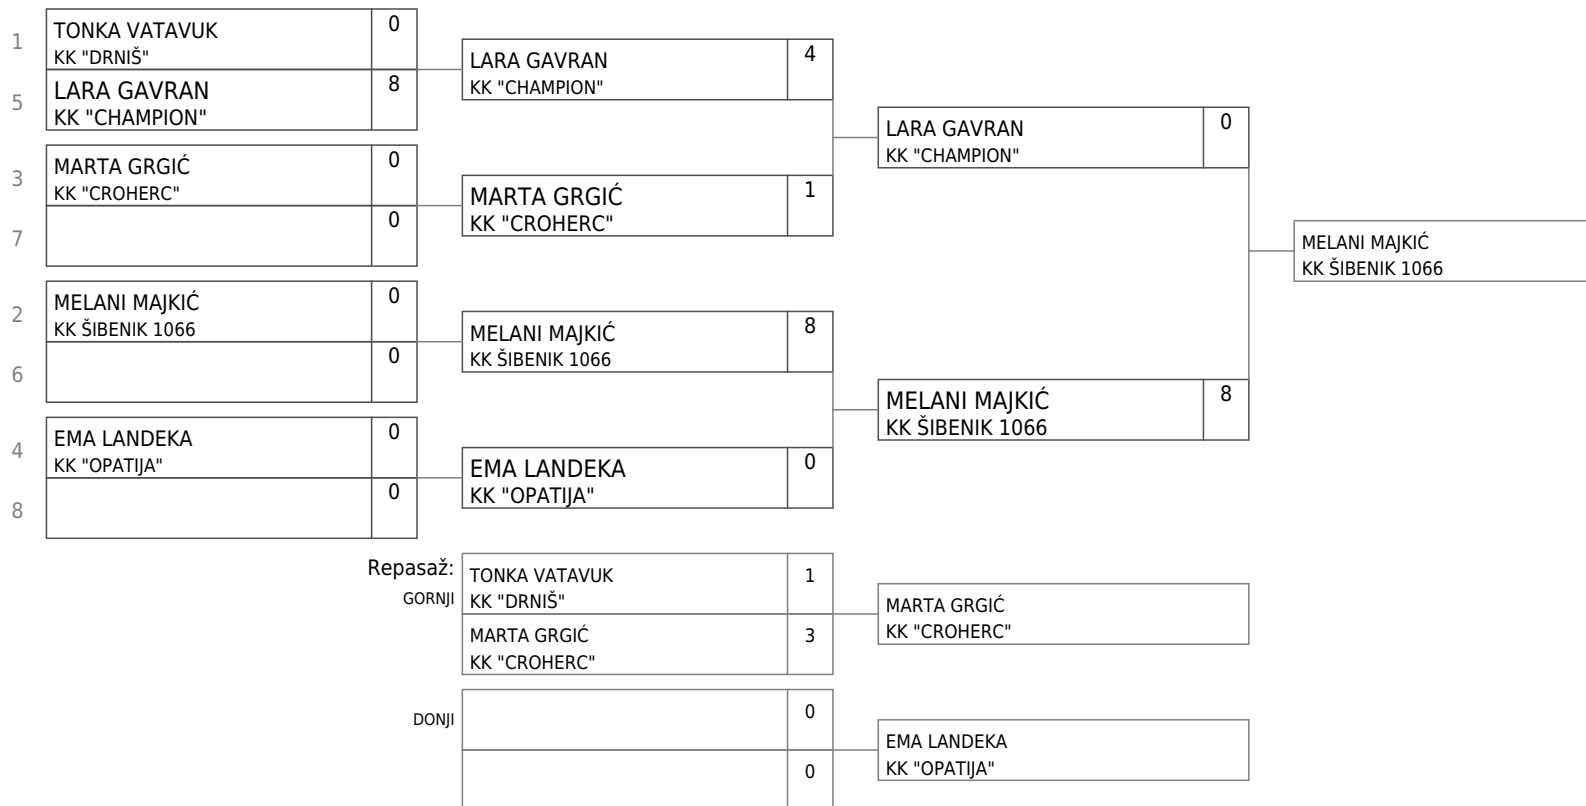 1
TONKA VATAVUK
KK "DRNIŠ"
0
5
LARA GAVRAN
KK "CHAMPION"
8
3
MARTA GRGIĆ
KK "CROHERC"
0
7
0
2
MELANI MAJKIĆ
KK ŠIBENIK 1066
0
6
0
4
EMA LANDEKA
KK "OPATIJA"
0
8
0
LARA GAVRAN
KK "CHAMPION"
4
MARTA GRGIĆ
KK "CROHERC"
1
MELANI MAJKIĆ
KK ŠIBENIK 1066
8
EMA LANDEKA
KK "OPATIJA"
0
LARA GAVRAN
KK "CHAMPION"
0
MELANI MAJKIĆ
KK ŠIBENIK 1066
8
MELANI MAJKIĆ
KK ŠIBENIK 1066
Repasaž:
GORNJI
TONKA VATAVUK
KK "DRNIŠ"
1
MARTA GRGIĆ
KK "CROHERC"
3
MARTA GRGIĆ
KK "CROHERC"
DONJI
0
0
EMA LANDEKA
KK "OPATIJA"